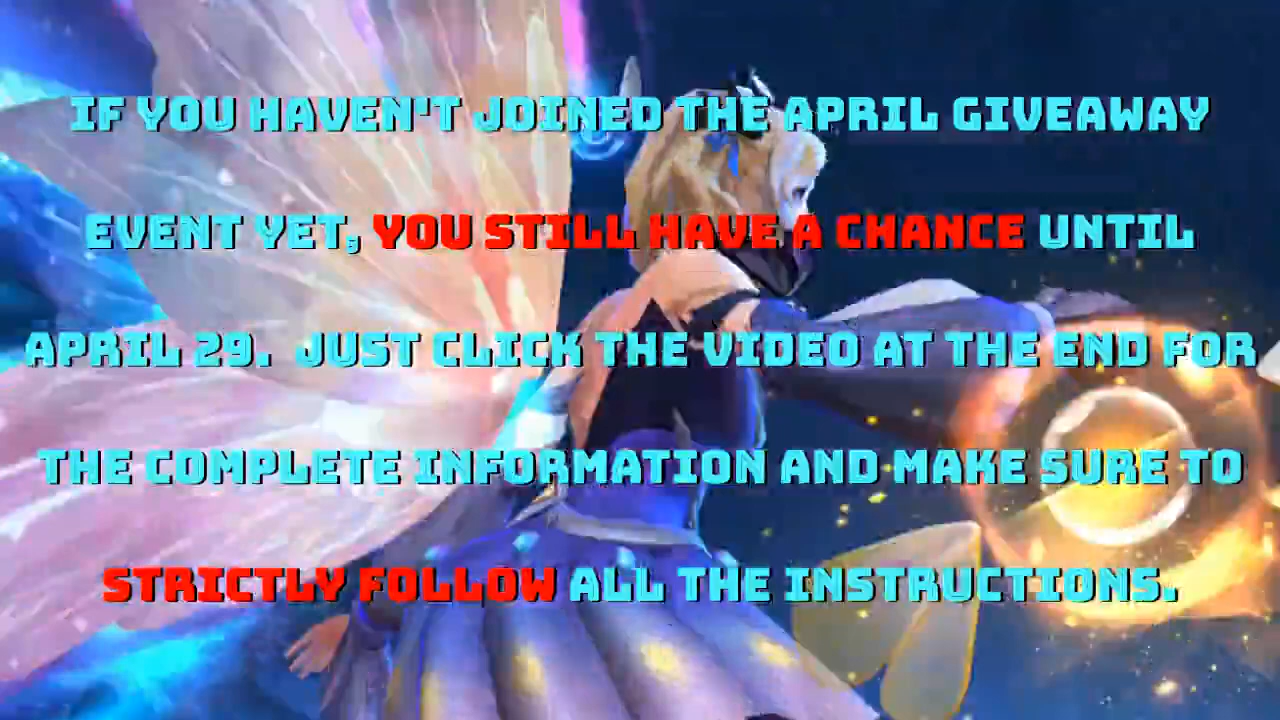 IF YOU HAVEN'T JOINED THE APRIL GIVEAWAY
EVENT YET, YOU STILL HAVE A CHANCE UNTIL
APRIL 29. JUST CLICK THE VIDEO AT THE END FOR
THE COMPLETE INFORMATION AND MAKE SURE TO
STRICTLY FOLLOW ALL THE INSTRUCTIONS.